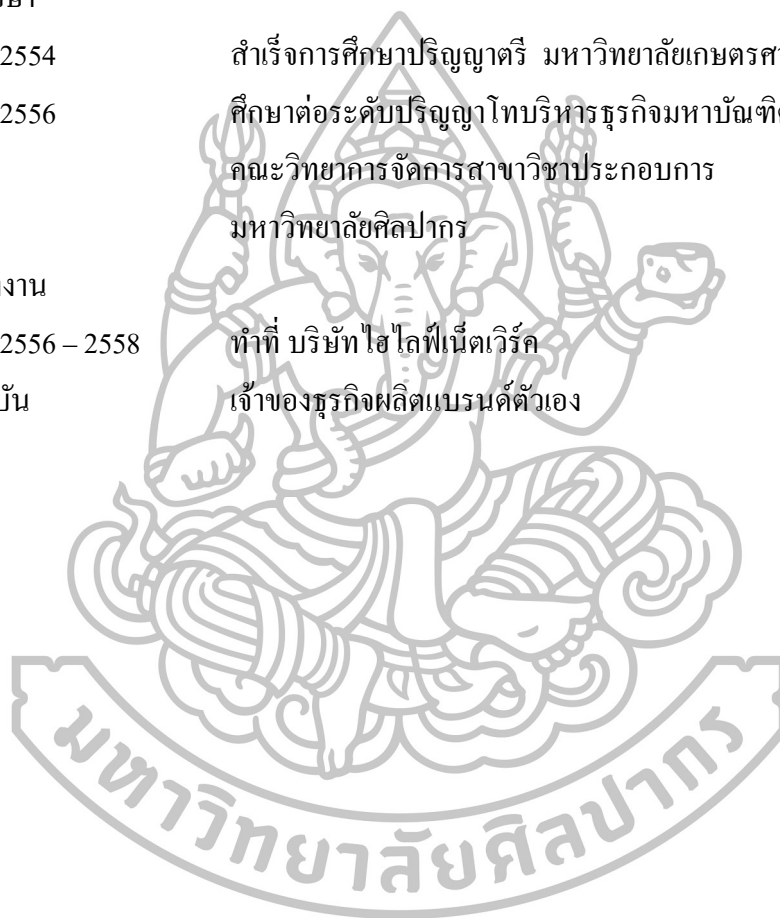 2554 สำเร็จการศึกษาปริญญาตรี มหาวิทยาลัยเกษตรศา
2556 ศึกษาต่อระดับปริญญาโทบริหารธุรกิจมหาบัณฑิต
คณะวิทยาการจัดการสาขาวิชาประกอบการ
มหาวิทยาลัยศิลปากร
งาน
2556 – 2558 ทำที่ บริษัทไฮไลฟ์เน็ตเวิร์ค
บัน เจ้าของธุรกิจผลิตแบรนด์ตัวเอง
มหาวิทยาลัยศิลปากร